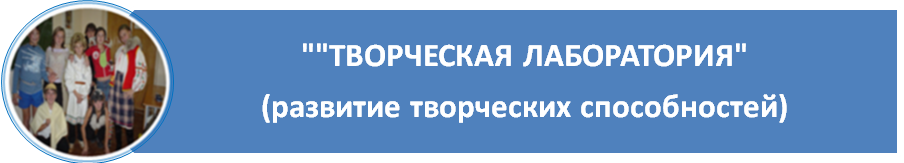 ""ТВОРЧЕСКАЯ ЛАБОРАТОРИЯ"
(развитие творческих способностей)